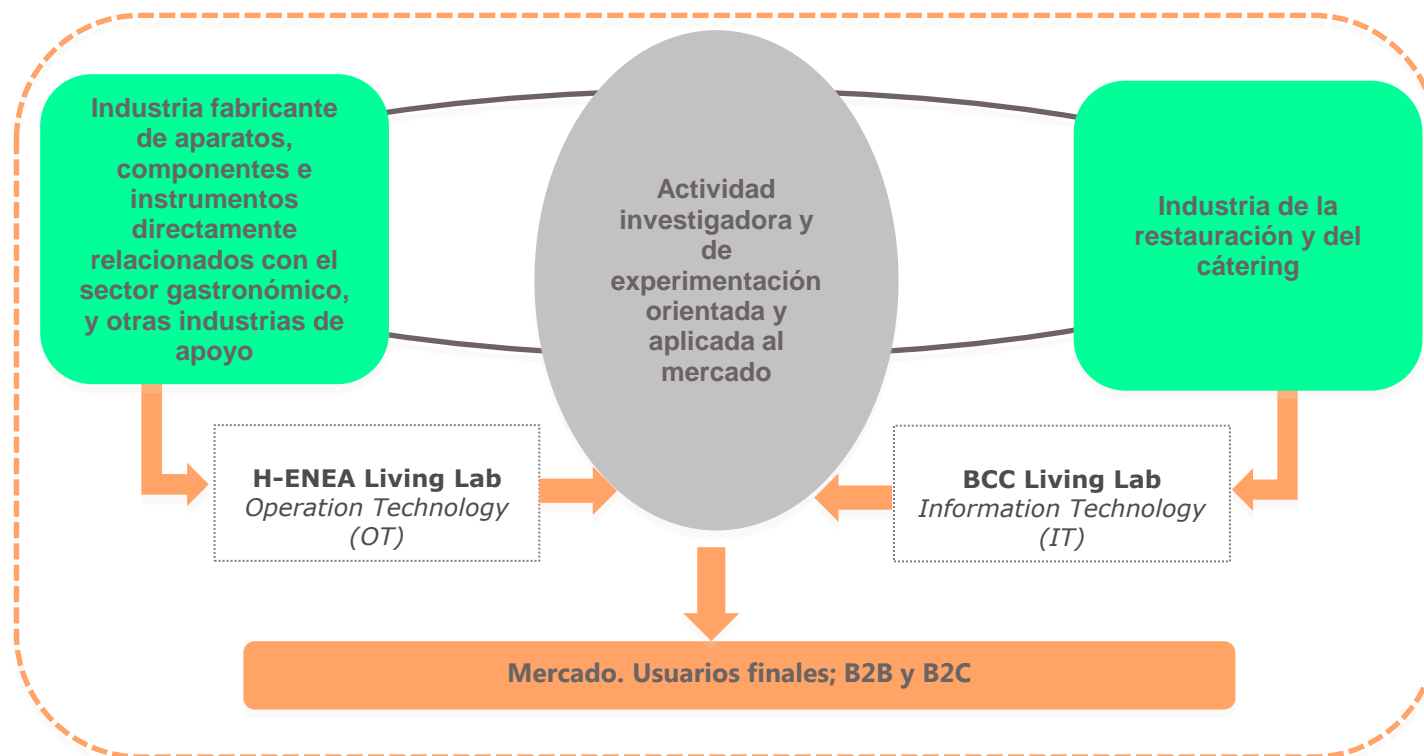 Industria fabricante
de aparatos,
componentes e
instrumentos
directamente
relacionados con el
sector gastronómico,
y otras industrias de
apoyo
Actividad
investigadora y
de
experimentación
orientada y
aplicada al
mercado
Industria de la
restauración y del
cátering
H-ENEA Living Lab
Operation Technology
(OT)
BCC Living Lab
Information Technology
(IT)
Mercado. Usuarios finales; B2B y B2C